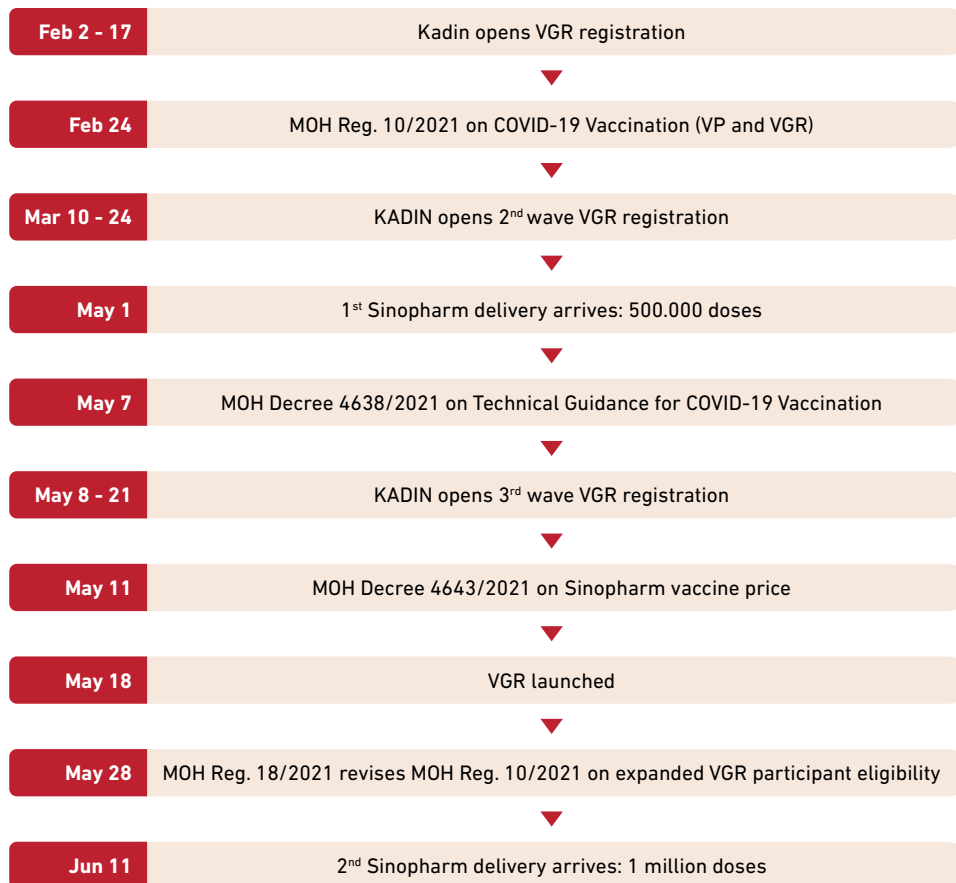 Feb 2 - 17 Kadin opens VGR registration
Feb 24 MOH Reg. 10/2021 on COVID-19 Vaccination (VP and VGR)
Mar 10 - 24 KADIN opens 2nd wave VGR registration
May 1 1st Sinopharm delivery arrives: 500.000 doses
May 7 MOH Decree 4638/2021 on Technical Guidance for COVID-19 Vaccination
May 8 - 21 KADIN opens 3rd wave VGR registration
May 11 MOH Decree 4643/2021 on Sinopharm vaccine price
May 18 VGR launched
May 28 MOH Reg. 18/2021 revises MOH Reg. 10/2021 on expanded VGR participant eligibility
Jun 11 2nd Sinopharm delivery arrives: 1 million doses